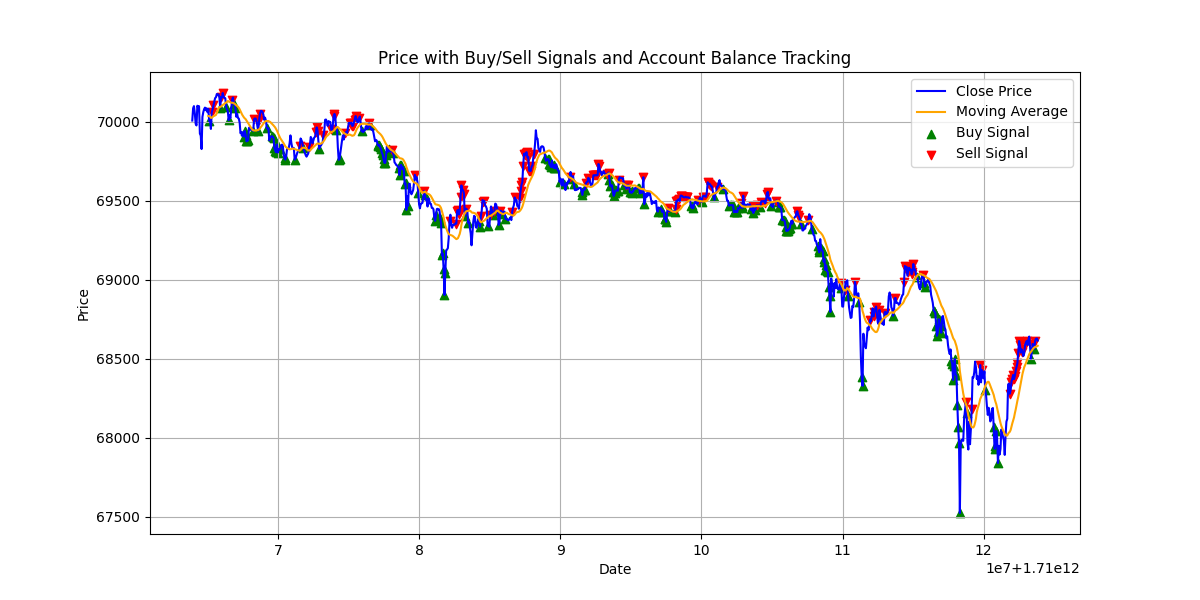 Price with Buy/Sell Signals and Account Balance Tracking
Close Price
Moving Average
Buy Signal
Sell Signal
70000
69500
69000
68500
68000
67500
Price
7 8 9 10 11 12
1e7+1.71e12
Date